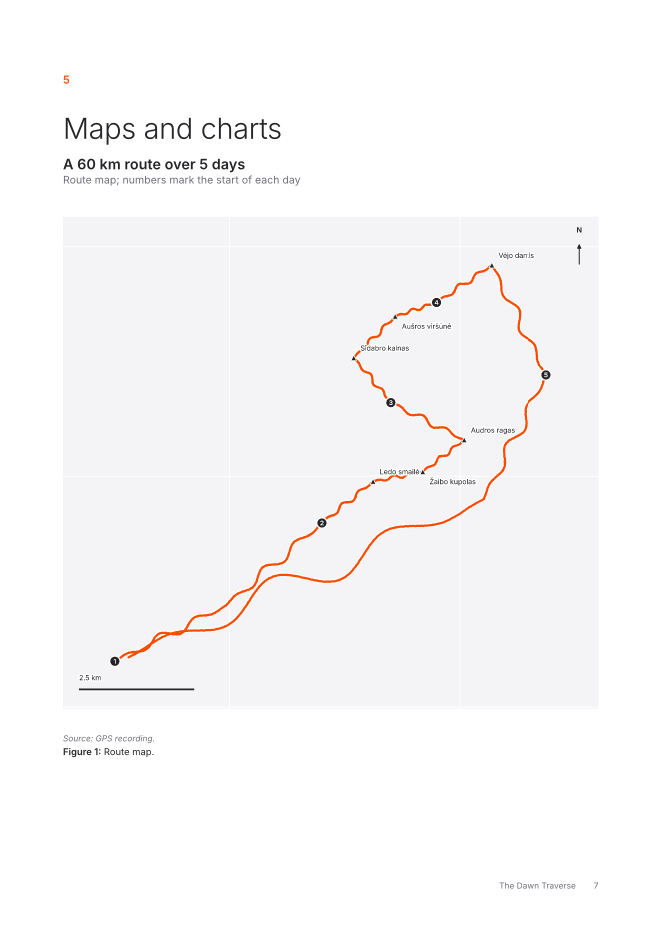 5
Maps and charts
A 60 km route over 5 days
Route map; numbers mark the start of each day
N
Vėjo dantis
4
Aušros viršūnė
Sidabro kalnas
5
3
Audros ragas
Ledo smailė
Žaibo kupolas
2
1
2.5 km
Source: GPS recording.
Figure 1: Route map.
The Dawn Traverse 7